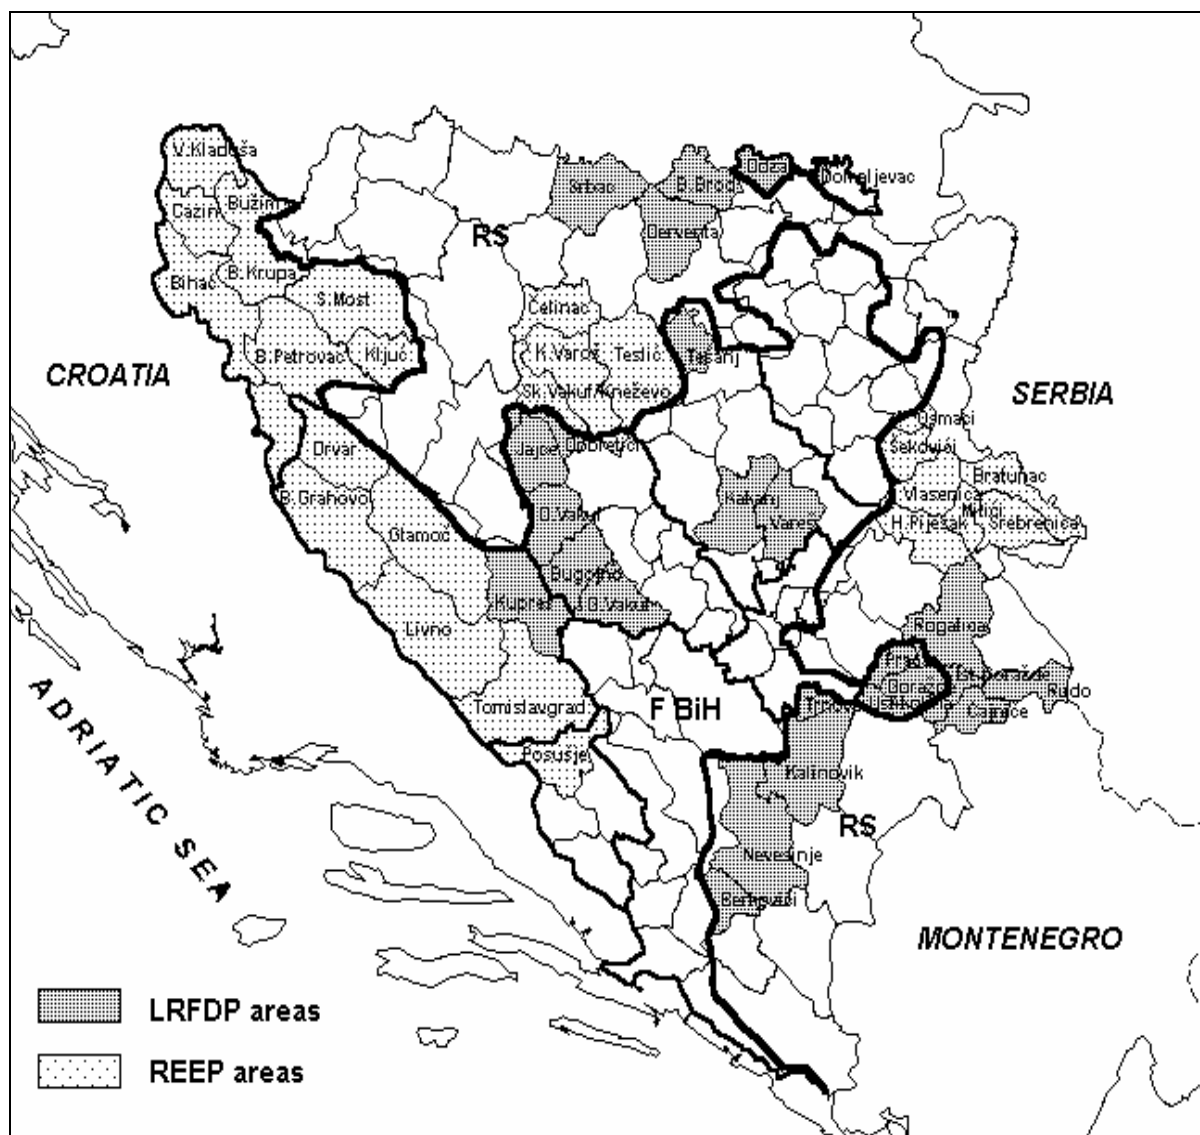 V.Kladuša
Cazin
Bužim
Bihać
B.Krupa
S.Most
B.Petrovac
Ključ
Drvar
B.Grahovo
Glamoč
Livno
Kupres
Tomislavgrad
Posušje
Srbac
B.Brod
Derventa
Odžak
Domaljevac
RS
Čelinac
K.Varoš
Teslić
Sk.Vakuf/Kneževo
Tešanj
Jajce
Dobretići
D.Vakuf
Bugojno
G.Vakuf
Kakanj
Vareš
Osmaci
Šekovići
Vlasenica
Bratunac
Milići
Srebrenica
H.Pijesak
Rogatica
Goražde
Rudo
Čajniče
Trnovo
Kalinovik
Nevesinje
Berkovići
F BiH
RS
CROATIA
SERBIA
MONTENEGRO
ADRIATIC SEA
LRFDP areas
REEP areas